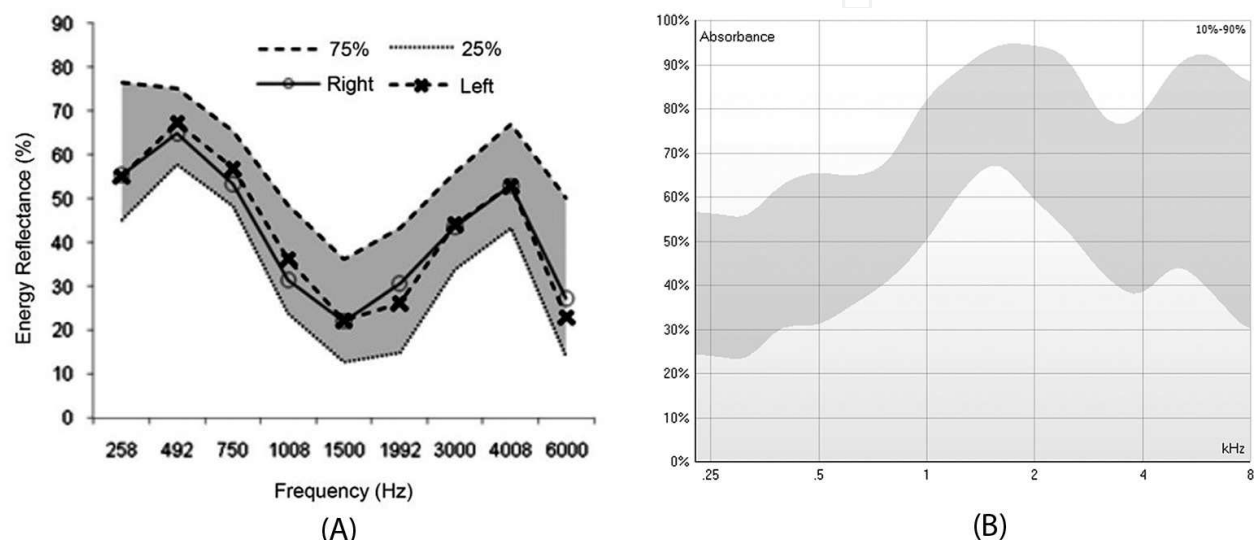 90
80
70
60
50
40
30
20
10
0
Energy Reflectance (%)
75%
25%
Right
Left
258 492 750 1008 1500 1992 3000 4008 6000
Frequency (Hz)
(A)
100%
90%
80%
70%
60%
50%
40%
30%
20%
10%
0%
Absorbance
10%-90%
kHz
.25 .5 1 2 4 8
(B)